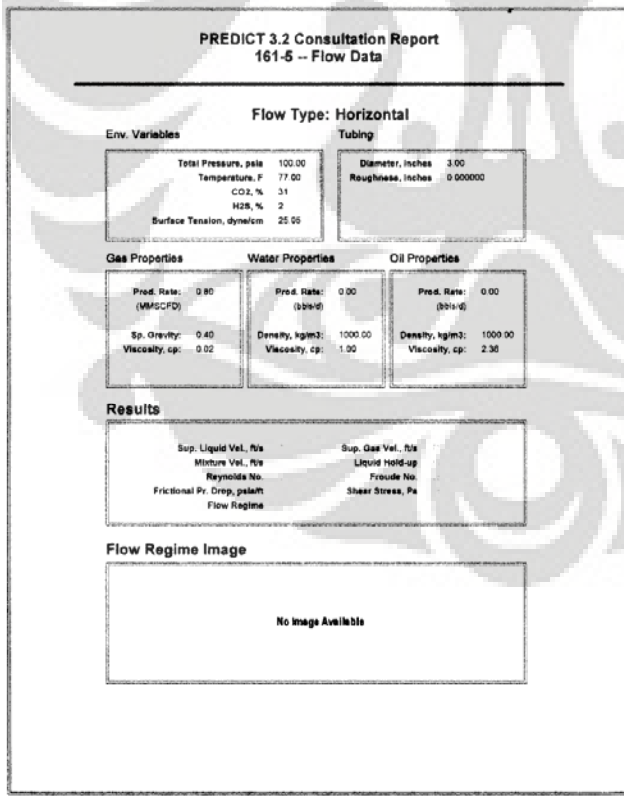 PREDICT 3.2 Consultation Report
161-5 -- Flow Data
Flow Type: Horizontal
Env. Variables
Total Pressure, psia 100.00
Temperature, F 77.00
CO2, % 31
H2S, % 2
Surface Tension, dyne/cm 25.05
Tubing
Diameter, inches 3.00
Roughness, inches 0.000000
Gas Properties
Prod. Rate: 0.80
(MMSCFD)
Sp. Gravity: 0.40
Viscosity, cp: 0.02
Water Properties
Prod. Rate: 0.00
(bbls/d)
Density, kg/m3: 1000.00
Viscosity, cp: 1.00
Oil Properties
Prod. Rate: 0.00
(bbls/d)
Density, kg/m3: 1000.00
Viscosity, cp: 2.38
Results
Sup. Liquid Vel., ft/s
Mixture Vel., ft/s
Reynolds No.
Frictional Pr. Drop, psia/ft
Flow Regime
Sup. Gas Vel., ft/s
Liquid Hold-up
Froude No.
Shear Stress, Pa
Flow Regime Image
No Image Available